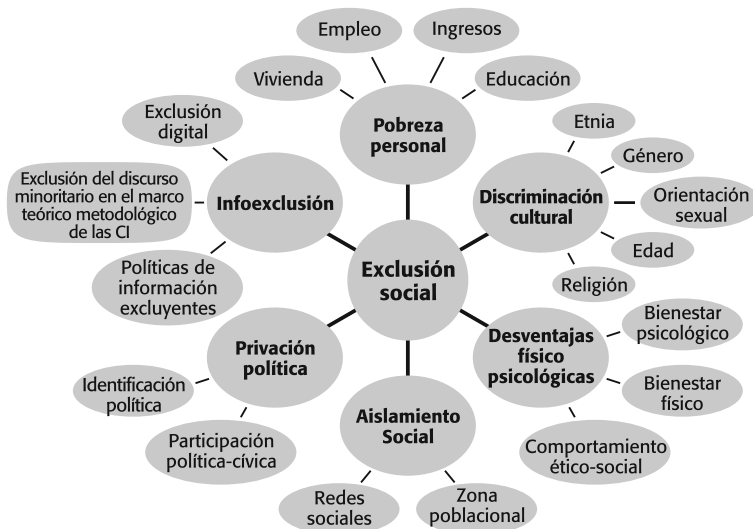 Empleo
Ingresos
Vivienda
Educación
Pobreza
personal
Exclusión
digital
Exclusión del discurso
minoritario en el marco
teórico metodológico
de las CI
Políticas de
información
excluyentes
Infoexclusión
Etnia
Género
Orientación
sexual
Edad
Religión
Discriminación
cultural
Exclusión
social
Privación
política
Identificación
política
Participación
política-cívica
Aislamiento
Social
Redes
sociales
Zona
poblacional
Desventajas
físico
psicológicas
Bienestar
psicológico
Bienestar
físico
Comportamiento
ético-social